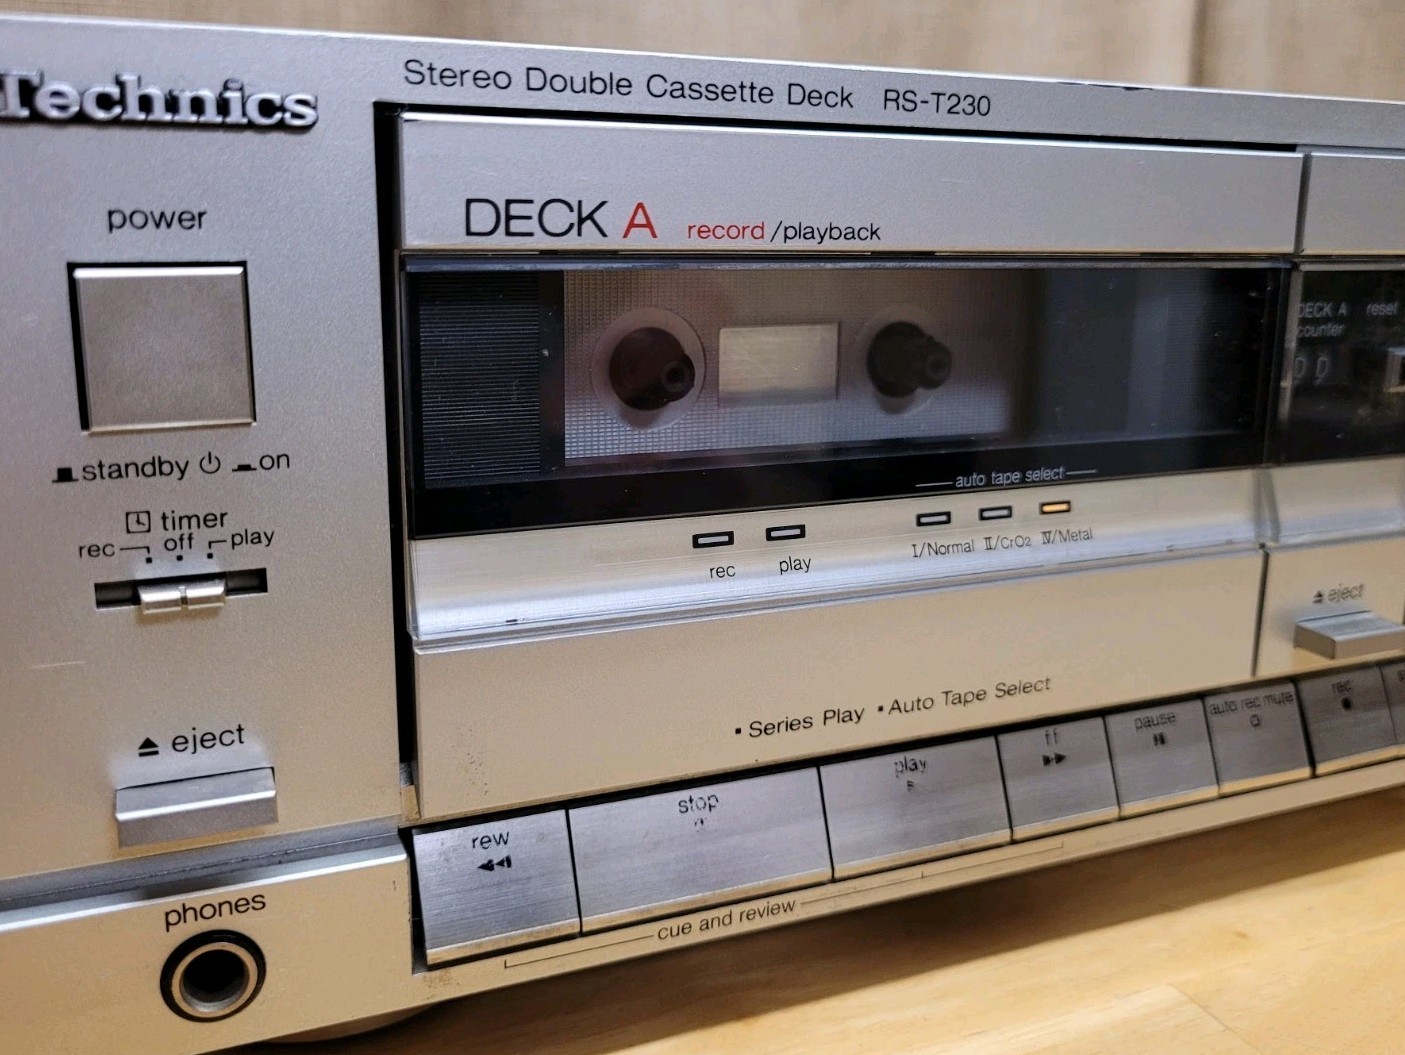 Technics
Stereo Double Cassette Deck RS-T230
power
DECK A record/playback
standby on
timer
rec off play
eject
phones
auto tape select
rec play I/Normal II/CrO2 IV/Metal
DECK A reset
counter
eject
• Series Play • Auto Tape Select
rew stop play ff pause auto rec mute rec
cue and review